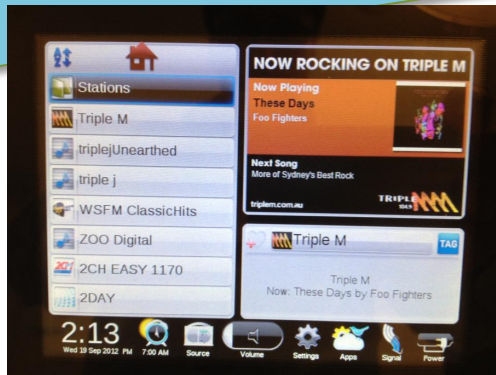 Stations
Triple M
triplejUnearthed
triple j
WSFM ClassicHits
ZOO Digital
2CH EASY 1170
2DAY
NOW ROCKING ON TRIPLE M
Now Playing
These Days
Foo Fighters
Next Song
More of Sydney's Best Rock
triplem.com.au
TRIPLE
104.9
Triple M
TAG
Triple M
Now: These Days by Foo Fighters
2:13
Wed 19 Sep 2012 PM
7:00 AM
Source
Volume
Settings
Apps
Signal
Power